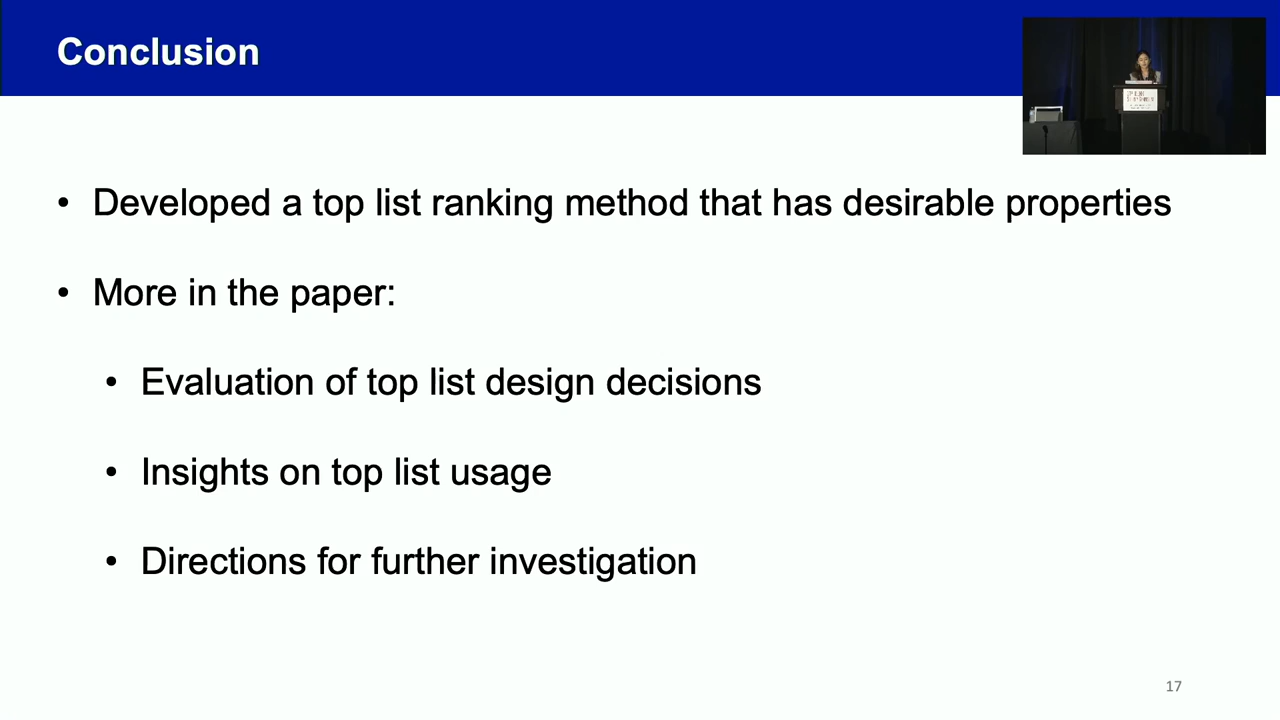 Conclusion
• Developed a top list ranking method that has desirable properties
• More in the paper:
• Evaluation of top list design decisions
• Insights on top list usage
• Directions for further investigation
17